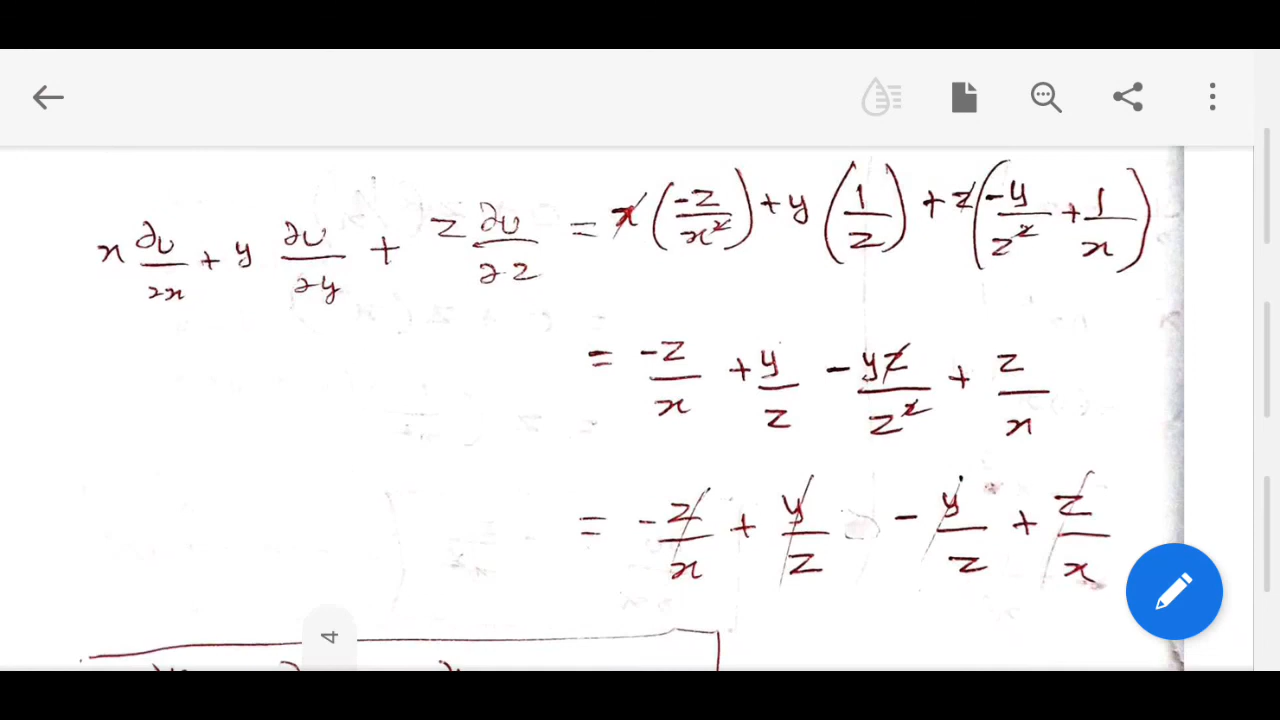 x ∂u/∂x + y ∂u/∂y + z ∂u/∂z = x(-z/x²) + y(1/z) + z(-y/z² + 1/x)
= -z/x + y/z - yz/z² + z/x
= -z/x + y/z - y/z + z/x
4